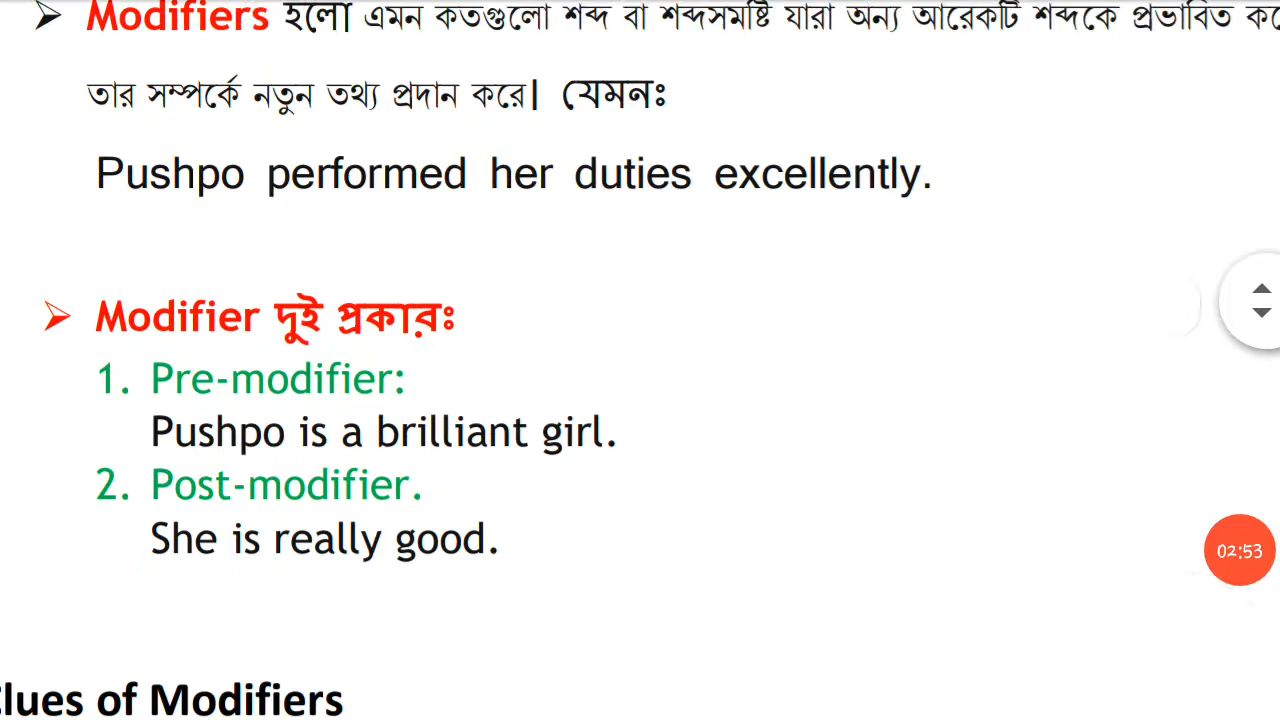 ➢ Modifiers হলো এমন কতগুলো শব্দ বা শব্দসমষ্টি যারা অন্য আরেকটি শব্দকে প্রভাবিত
তার সম্পর্কে নতুন তথ্য প্রদান করে। যেমনঃ
Pushpo performed her duties excellently.
➢ Modifier দুই প্রকারঃ
1. Pre-modifier:
Pushpo is a brilliant girl.
2. Post-modifier.
She is really good.
02:53
Clues of Modifiers